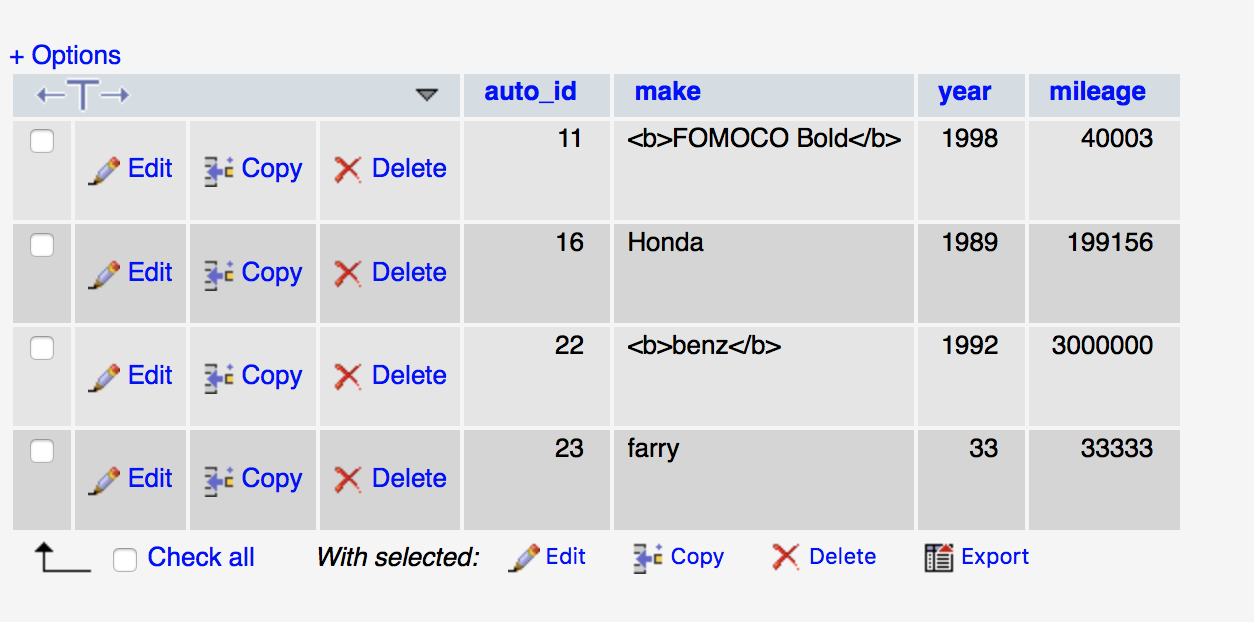 + Options
←T→ auto_id make year mileage
Edit Copy Delete 11 <b>FOMOCO Bold</b> 1998 40003
Edit Copy Delete 16 Honda 1989 199156
Edit Copy Delete 22 <b>benz</b> 1992 3000000
Edit Copy Delete 23 farry 33 33333
Check all With selected: Edit Copy Delete Export